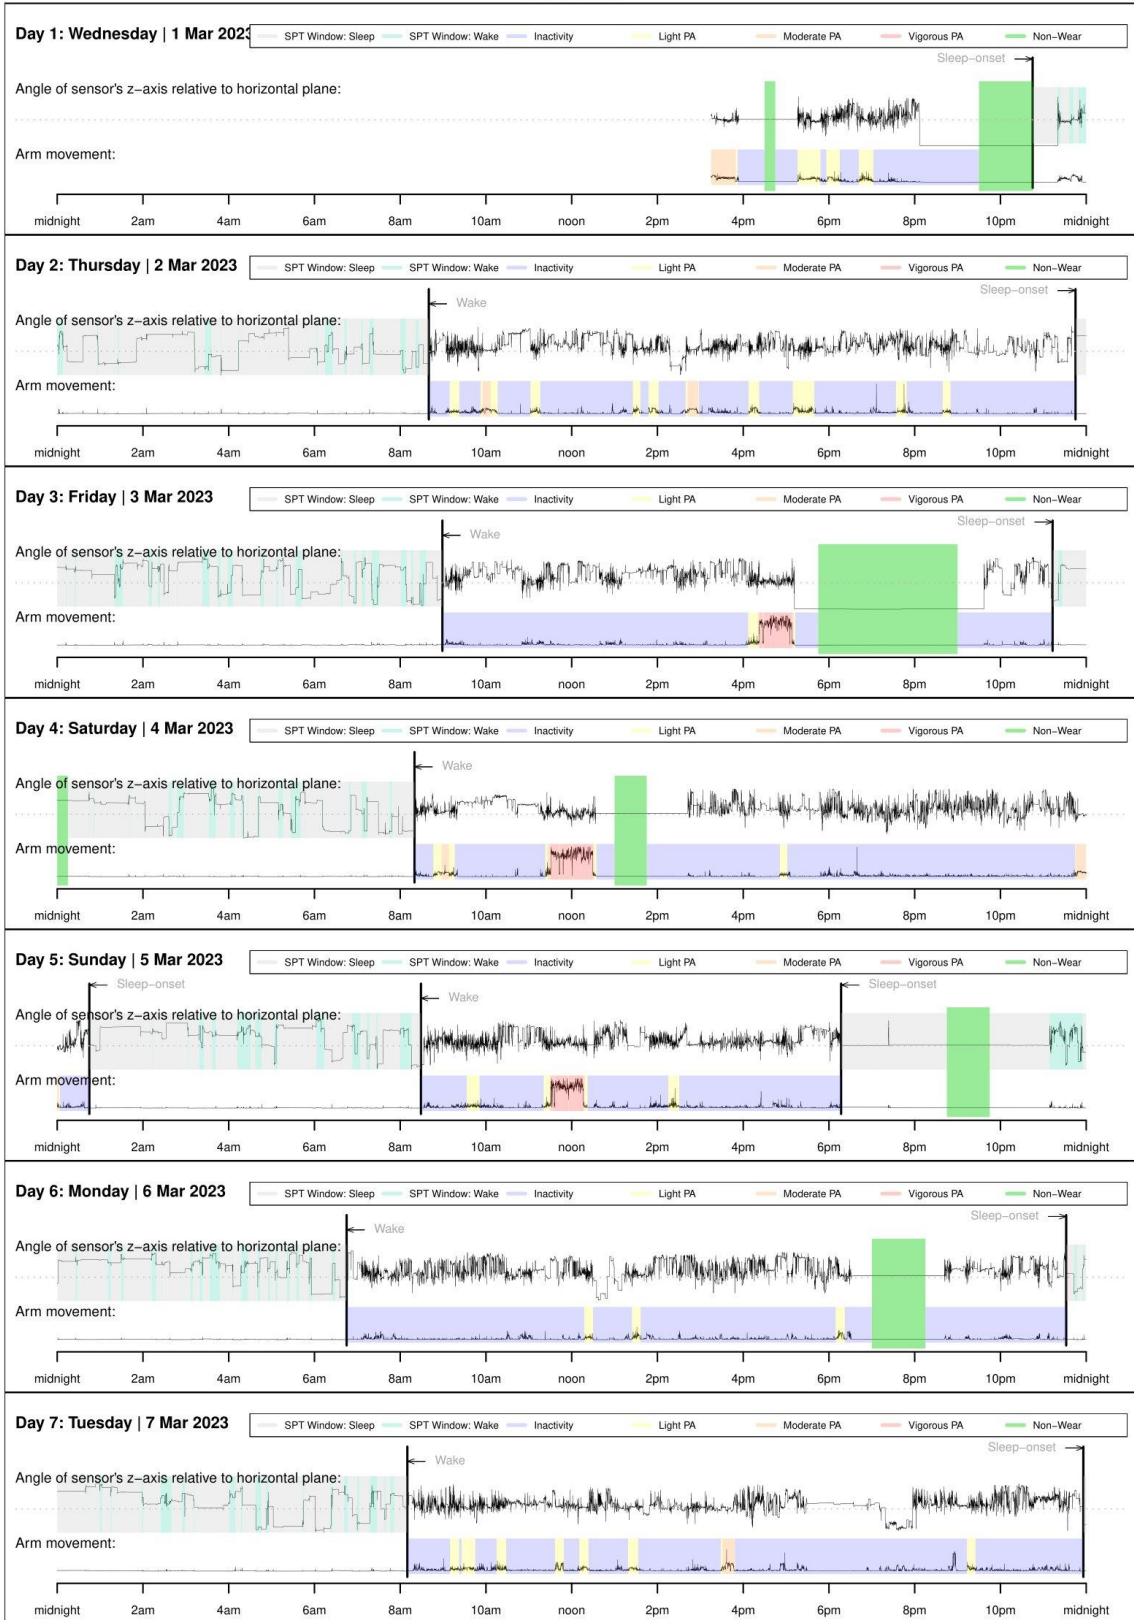 Day 1: Wednesday | 1 Mar 2023
SPT Window: Sleep SPT Window: Wake Inactivity Light PA Moderate PA Vigorous PA Non-Wear
Sleep-onset
Angle of sensor's z-axis relative to horizontal plane:
Arm movement:
midnight 2am 4am 6am 8am 10am noon 2pm 4pm 6pm 8pm 10pm midnight
Day 2: Thursday | 2 Mar 2023
SPT Window: Sleep SPT Window: Wake Inactivity Light PA Moderate PA Vigorous PA Non-Wear
Sleep-onset
Wake
Angle of sensor's z-axis relative to horizontal plane:
Arm movement:
midnight 2am 4am 6am 8am 10am noon 2pm 4pm 6pm 8pm 10pm midnight
Day 3: Friday | 3 Mar 2023
SPT Window: Sleep SPT Window: Wake Inactivity Light PA Moderate PA Vigorous PA Non-Wear
Sleep-onset
Wake
Angle of sensor's z-axis relative to horizontal plane:
Arm movement:
midnight 2am 4am 6am 8am 10am noon 2pm 4pm 6pm 8pm 10pm midnight
Day 4: Saturday | 4 Mar 2023
SPT Window: Sleep SPT Window: Wake Inactivity Light PA Moderate PA Vigorous PA Non-Wear
Wake
Angle of sensor's z-axis relative to horizontal plane:
Arm movement:
midnight 2am 4am 6am 8am 10am noon 2pm 4pm 6pm 8pm 10pm midnight
Day 5: Sunday | 5 Mar 2023
SPT Window: Sleep SPT Window: Wake Inactivity Light PA Moderate PA Vigorous PA Non-Wear
Sleep-onset Sleep-onset
Wake
Angle of sensor's z-axis relative to horizontal plane:
Arm movement:
midnight 2am 4am 6am 8am 10am noon 2pm 4pm 6pm 8pm 10pm midnight
Day 6: Monday | 6 Mar 2023
SPT Window: Sleep SPT Window: Wake Inactivity Light PA Moderate PA Vigorous PA Non-Wear
Sleep-onset
Wake
Angle of sensor's z-axis relative to horizontal plane:
Arm movement:
midnight 2am 4am 6am 8am 10am noon 2pm 4pm 6pm 8pm 10pm midnight
Day 7: Tuesday | 7 Mar 2023
SPT Window: Sleep SPT Window: Wake Inactivity Light PA Moderate PA Vigorous PA Non-Wear
Sleep-onset
Wake
Angle of sensor's z-axis relative to horizontal plane:
Arm movement:
midnight 2am 4am 6am 8am 10am noon 2pm 4pm 6pm 8pm 10pm midnight